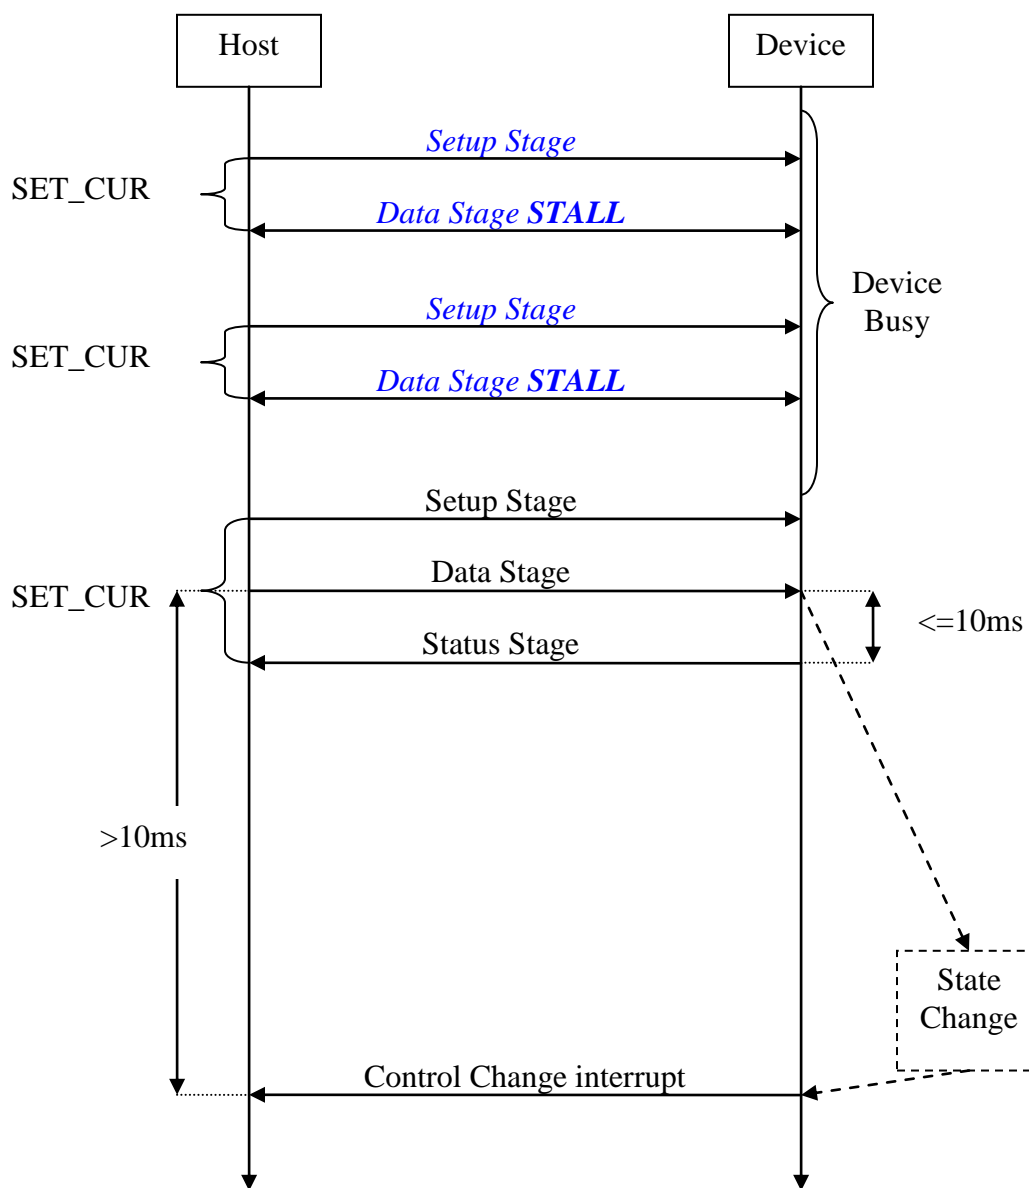 Host
Device
Setup Stage
SET_CUR
Data Stage STALL
Device
Busy
Setup Stage
SET_CUR
Data Stage STALL
Setup Stage
Data Stage
SET_CUR
<=10ms
Status Stage
>10ms
State
Change
Control Change interrupt